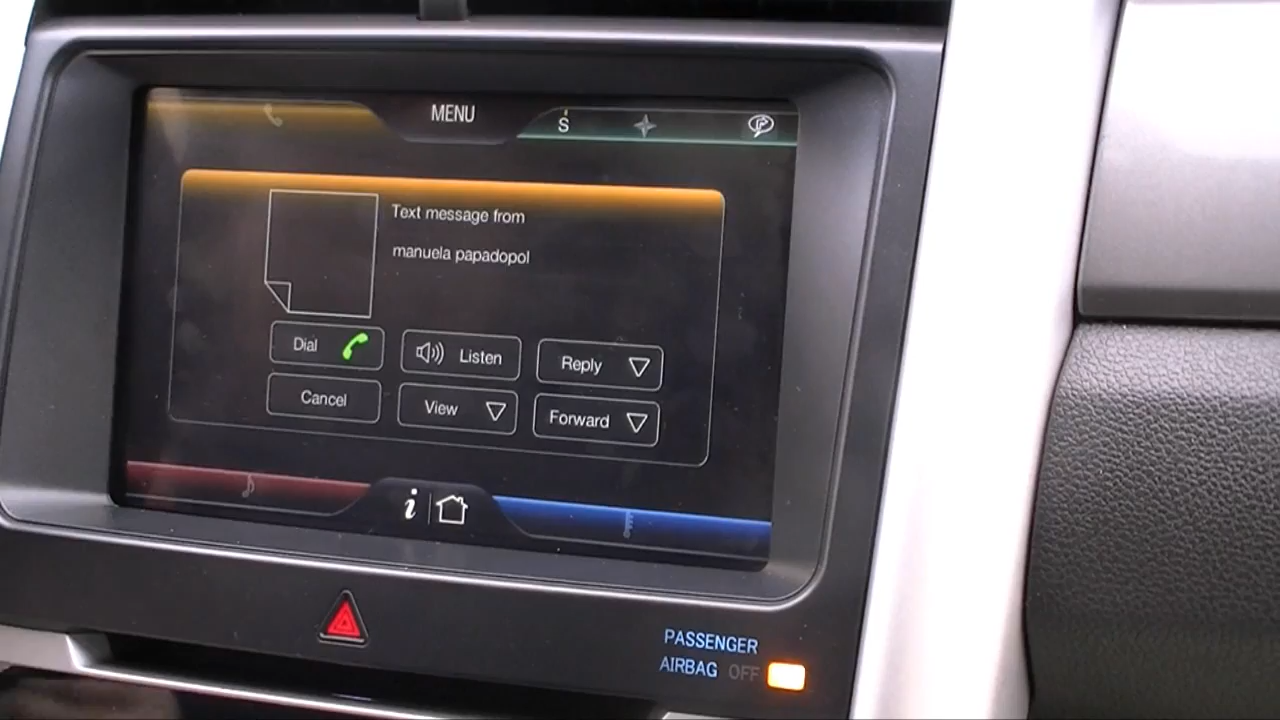 MENU
S
Text message from
manuela papadopol
Dial
Listen
Reply
Cancel
View
Forward
i
PASSENGER
AIRBAG OFF